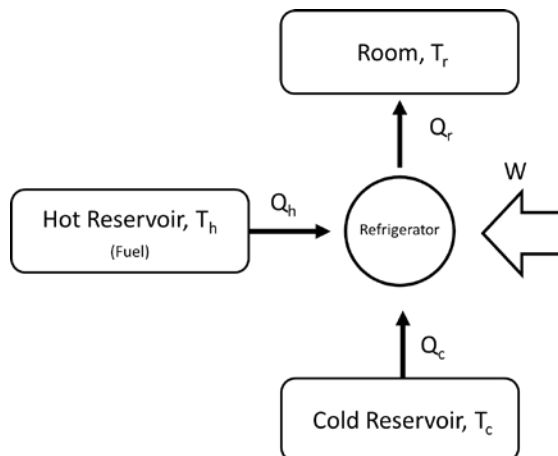 Room, Tr
Qr
W
Hot Reservoir, Th
(Fuel)
Qh
Refrigerator
Qc
Cold Reservoir, Tc